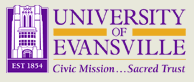 UNIVERSITY
OF
EVANSVILLE
EST 1854
Civic Mission...Sacred Trust